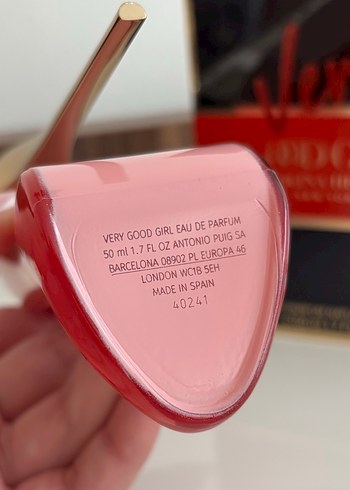 VERY GOOD GIRL EAU DE PARFUM
50 ml 1.7 FL OZ ANTONIO PUIG SA
BARCELONA 08902 PL EUROPA 46
LONDON WC1B 5EH
MADE IN SPAIN
40241